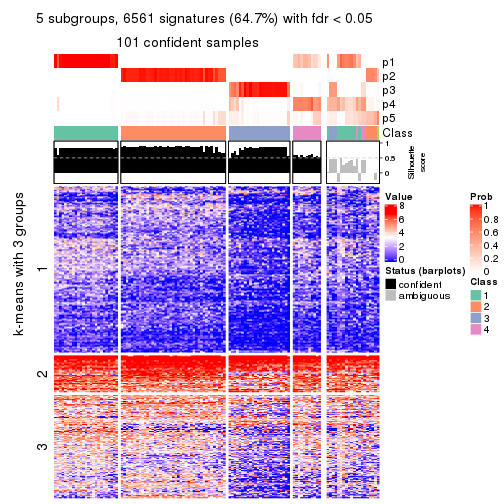 5 subgroups, 6561 signatures (64.7%) with fdr < 0.05
101 confident samples
p1
p2
p3
p4
p5
Class
1
0.5
0
Silhouette
score
k-means with 3 groups
1
2
3
Value
8
6
4
2
0
Status (barplots)
confident
ambiguous
Prob
1
0.8
0.6
0.4
0.2
0
Class
1
2
3
4